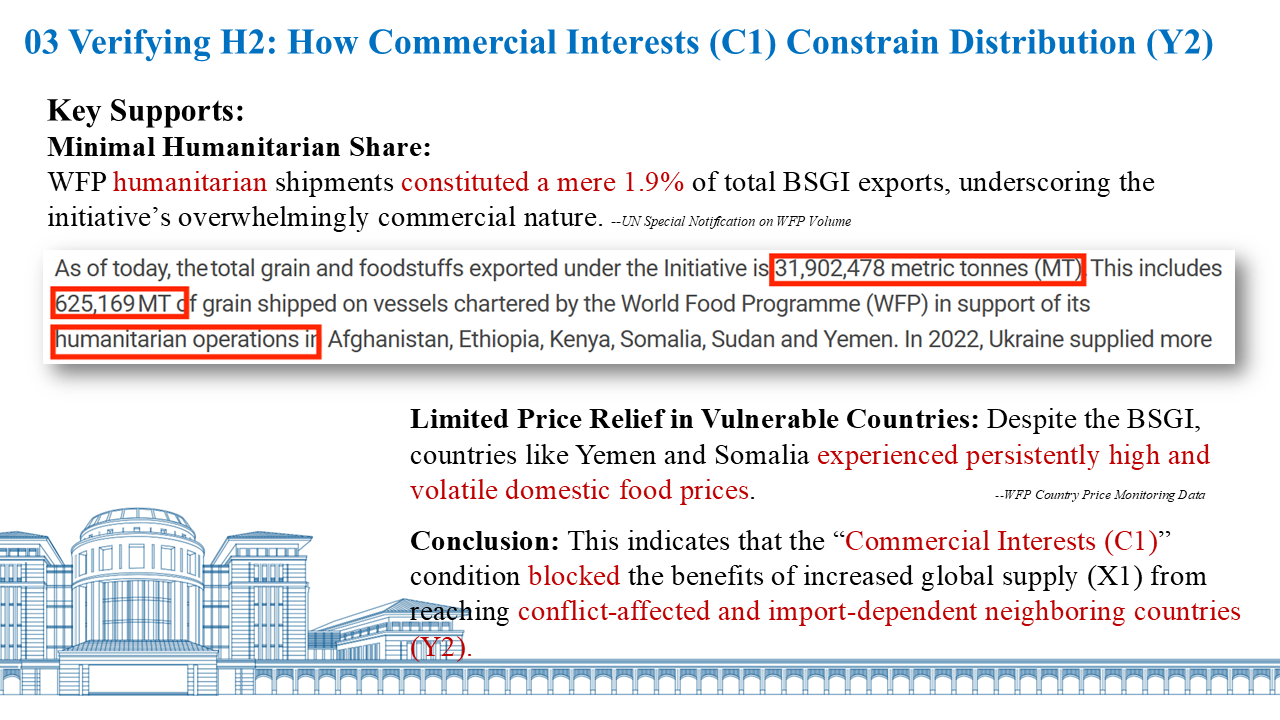 03 Verifying H2: How Commercial Interests (C1) Constrain Distribution (Y2)
Key Supports:
Minimal Humanitarian Share:
WFP humanitarian shipments constituted a mere 1.9% of total BSGI exports, underscoring the
initiative’s overwhelmingly commercial nature. --UN Special Notification on WFP Volume
As of today, the total grain and foodstuffs exported under the Initiative is 31,902,478 metric tonnes (MT). This includes
625,169 MT of grain shipped on vessels chartered by the World Food Programme (WFP) in support of its
humanitarian operations in Afghanistan, Ethiopia, Kenya, Somalia, Sudan and Yemen. In 2022, Ukraine supplied more
Limited Price Relief in Vulnerable Countries: Despite the BSGI,
countries like Yemen and Somalia experienced persistently high and
volatile domestic food prices. --WFP Country Price Monitoring Data
Conclusion: This indicates that the “Commercial Interests (C1)”
condition blocked the benefits of increased global supply (X1) from
reaching conflict-affected and import-dependent neighboring countries
(Y2).